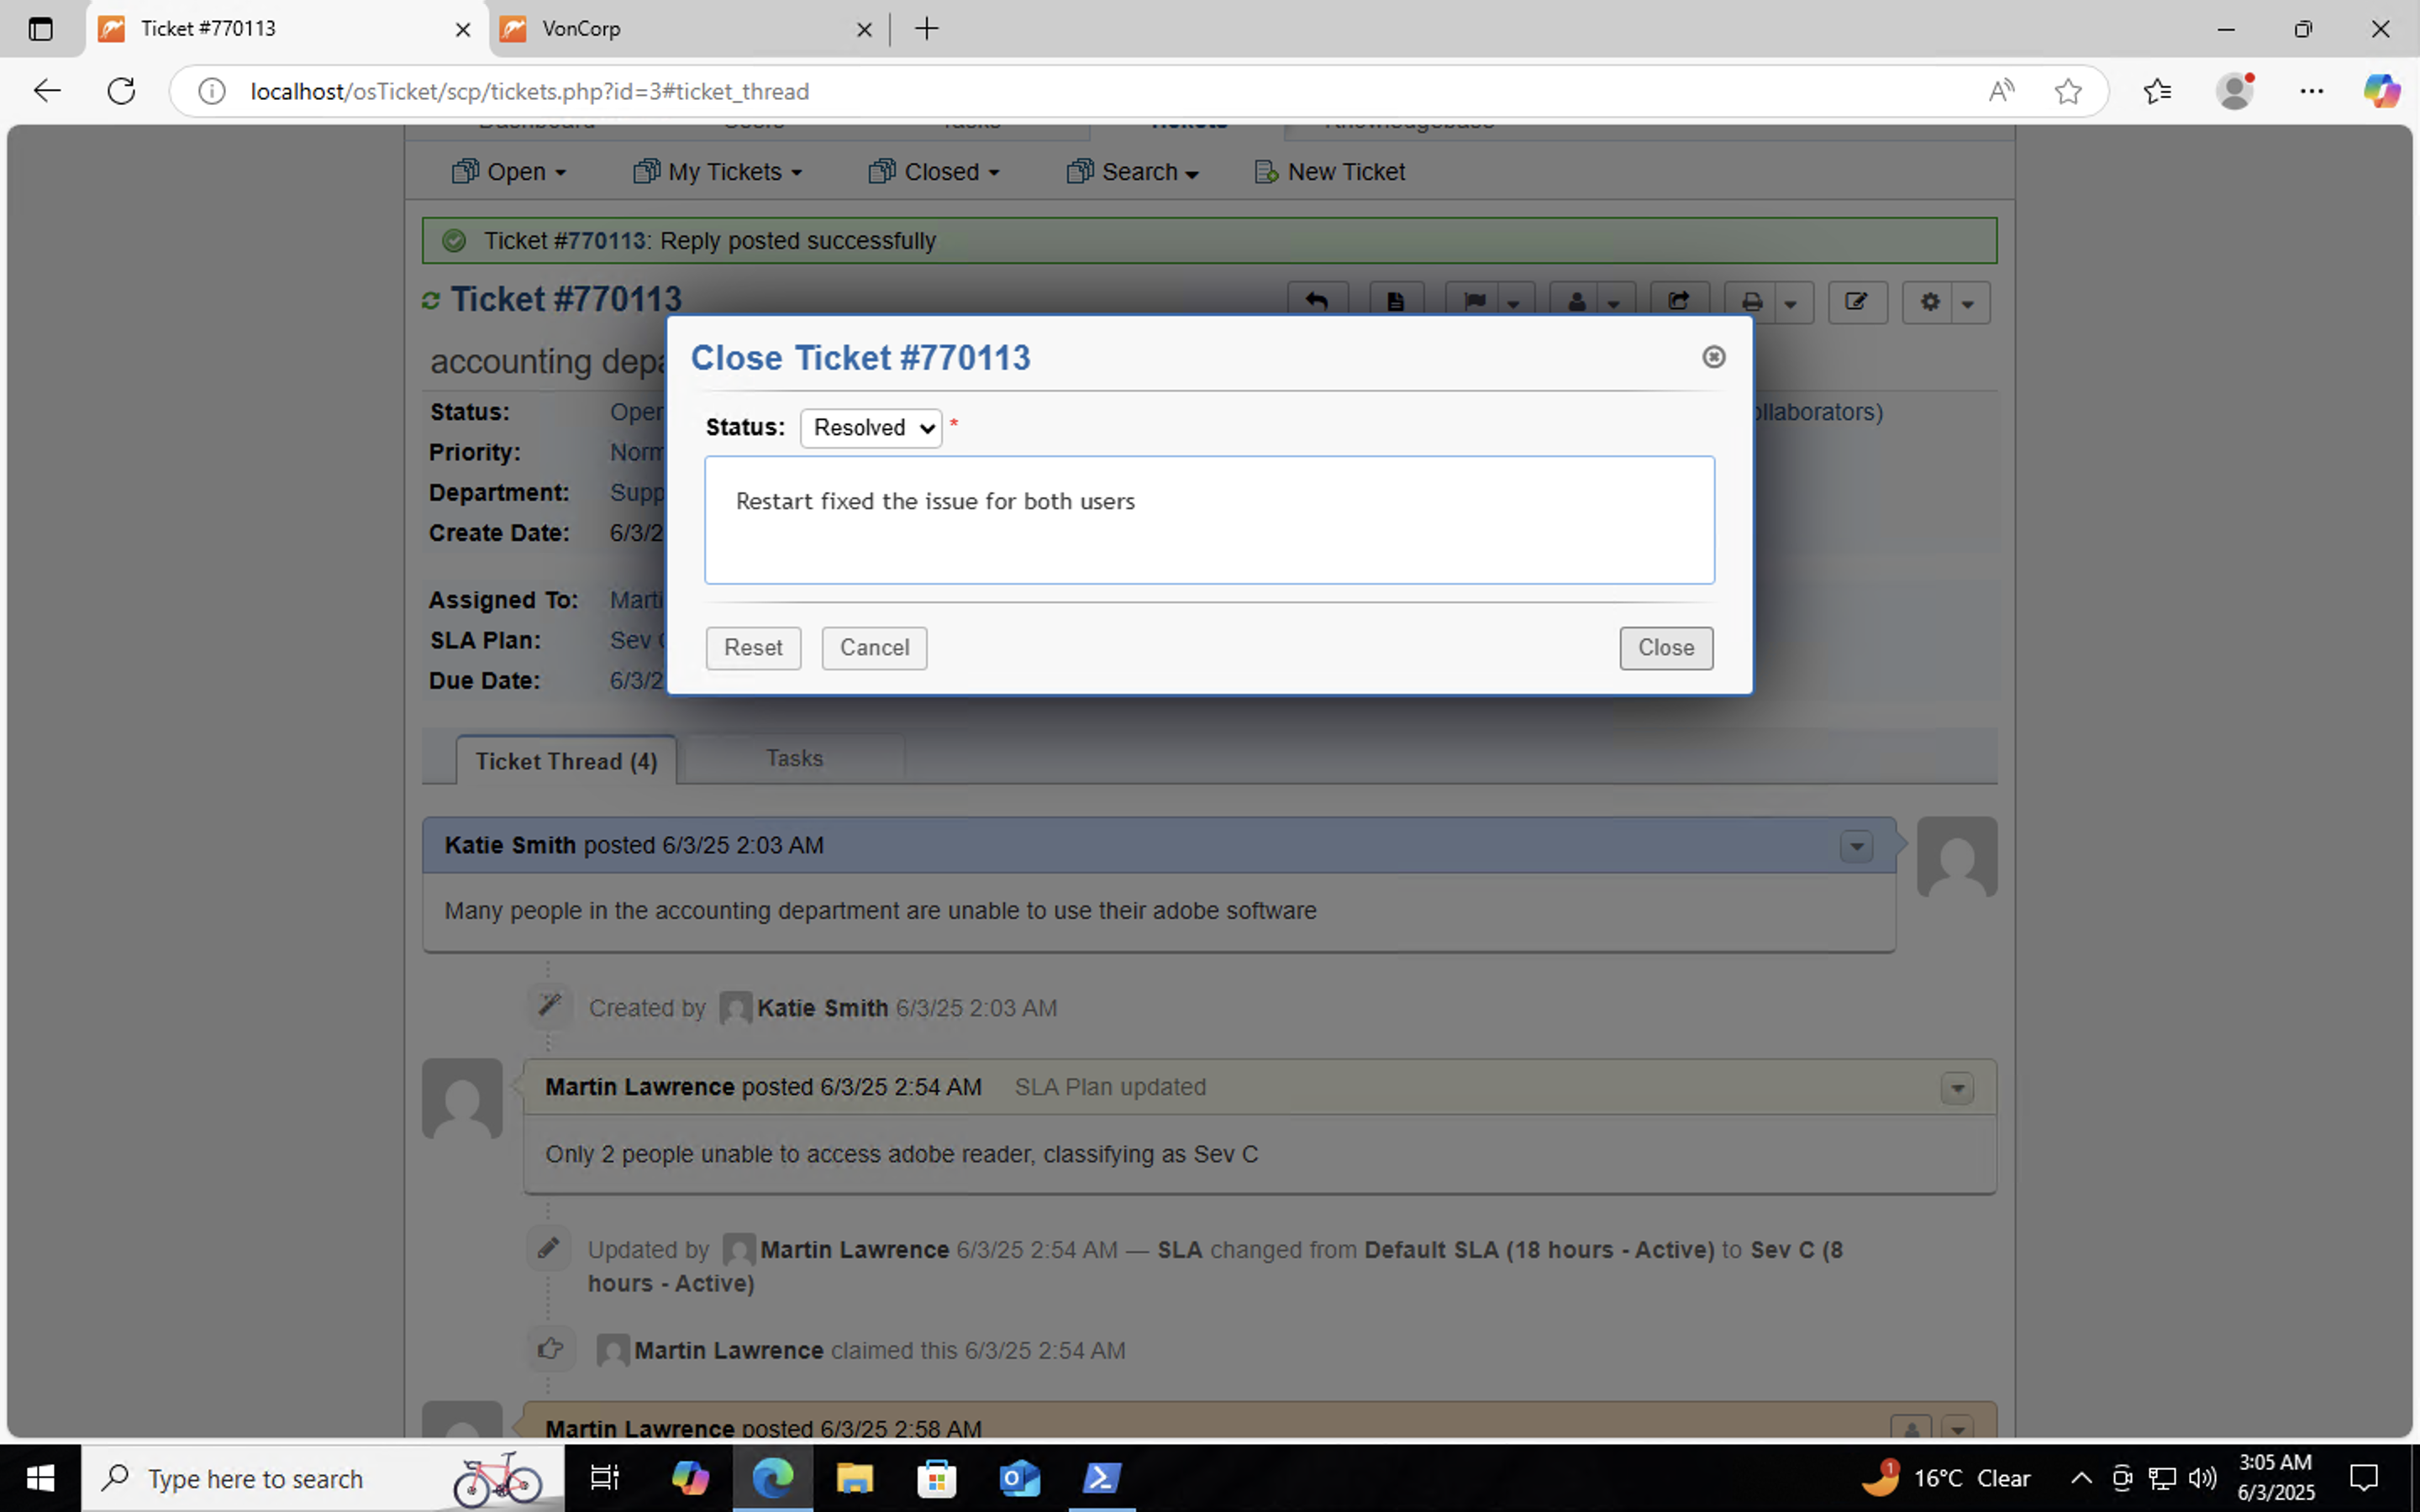 Ticket #770113
VonCorp
localhost/osTicket/scp/tickets.php?id=3#ticket_thread
Tickets
Open
My Tickets
Closed
Search
New Ticket
Ticket #770113: Reply posted successfully
Ticket #770113
accounting depa
Close Ticket #770113
Status: Open
Status: Resolved *
ollaborators)
Priority: Norm
Department: Supp
Restart fixed the issue for both users
Create Date: 6/3/2
Assigned To: Marti
SLA Plan: Sev C
Reset
Cancel
Close
Due Date: 6/3/2
Ticket Thread (4)
Tasks
Katie Smith posted 6/3/25 2:03 AM
Many people in the accounting department are unable to use their adobe software
Created by Katie Smith 6/3/25 2:03 AM
Martin Lawrence posted 6/3/25 2:54 AM SLA Plan updated
Only 2 people unable to access adobe reader, classifying as Sev C
Updated by Martin Lawrence 6/3/25 2:54 AM — SLA changed from Default SLA (18 hours - Active) to Sev C (8
hours - Active)
Martin Lawrence claimed this 6/3/25 2:54 AM
Martin Lawrence posted 6/3/25 2:58 AM
Type here to search
1
16°C Clear
3:05 AM
6/3/2025